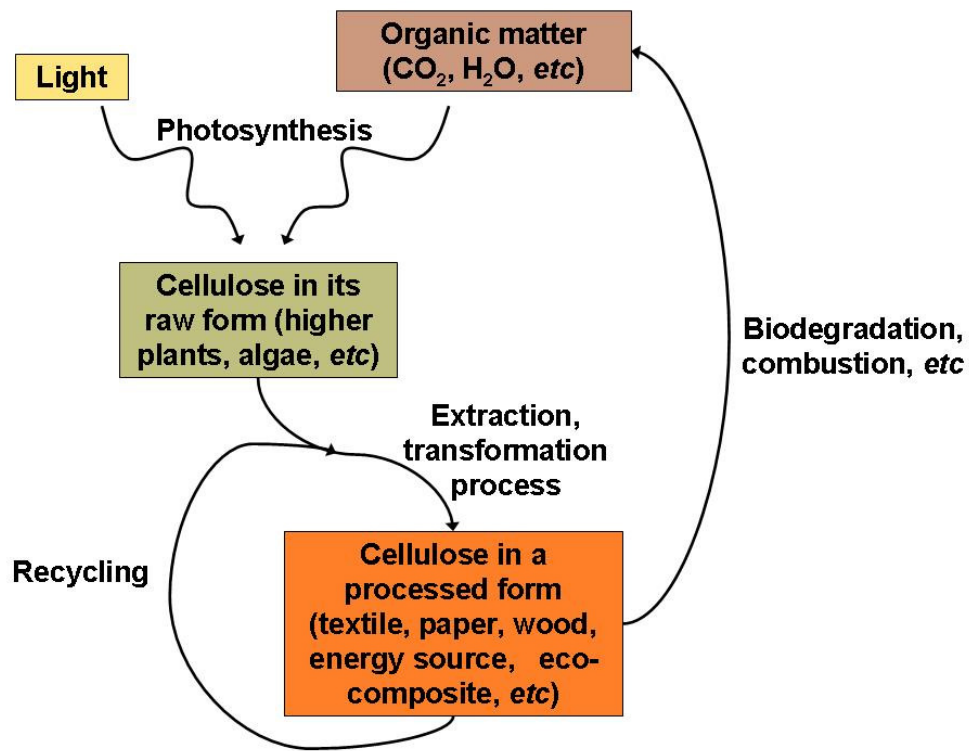 Organic matter
(CO₂, H₂O, etc)
Light
Photosynthesis
Cellulose in its
raw form (higher
plants, algae, etc)
Biodegradation,
combustion, etc
Extraction,
transformation
process
Recycling
Cellulose in a
processed form
(textile, paper, wood,
energy source, eco-
composite, etc)